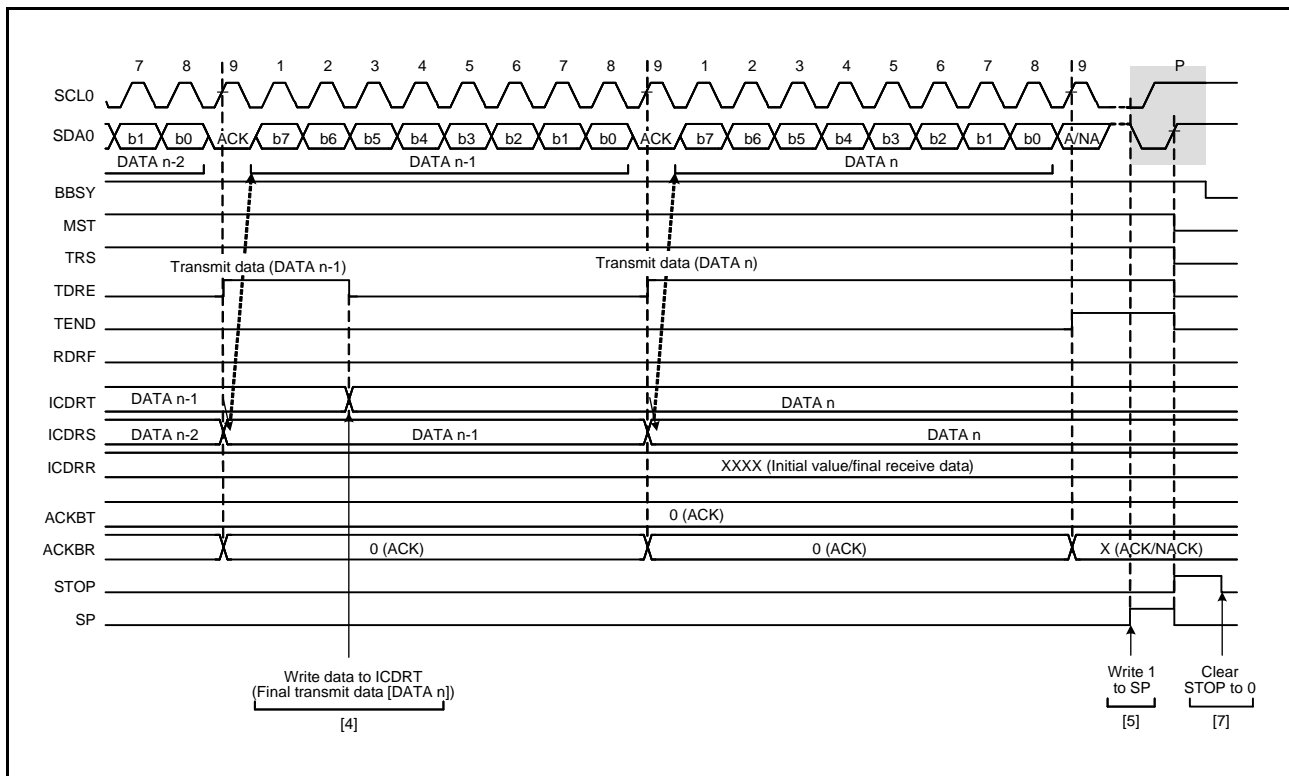 7 8 9 1 2 3 4 5 6 7 8 9 1 2 3 4 5 6 7 8 9 P
SCL0
SDA0 b1 b0 ACK b7 b6 b5 b4 b3 b2 b1 b0 ACK b7 b6 b5 b4 b3 b2 b1 b0 A/NA
DATA n-2 DATA n-1 DATA n
BBSY
MST
TRS
Transmit data (DATA n-1) Transmit data (DATA n)
TDRE
TEND
RDRF
ICDRT DATA n-1 DATA n
ICDRS DATA n-2 DATA n-1 DATA n
ICDRR XXXX (Initial value/final receive data)
ACKBT 0 (ACK)
ACKBR 0 (ACK) 0 (ACK) X (ACK/NACK)
STOP
SP
Write data to ICDRT
(Final transmit data [DATA n])
[4]
Write 1
to SP
[5]
Clear
STOP to 0
[7]